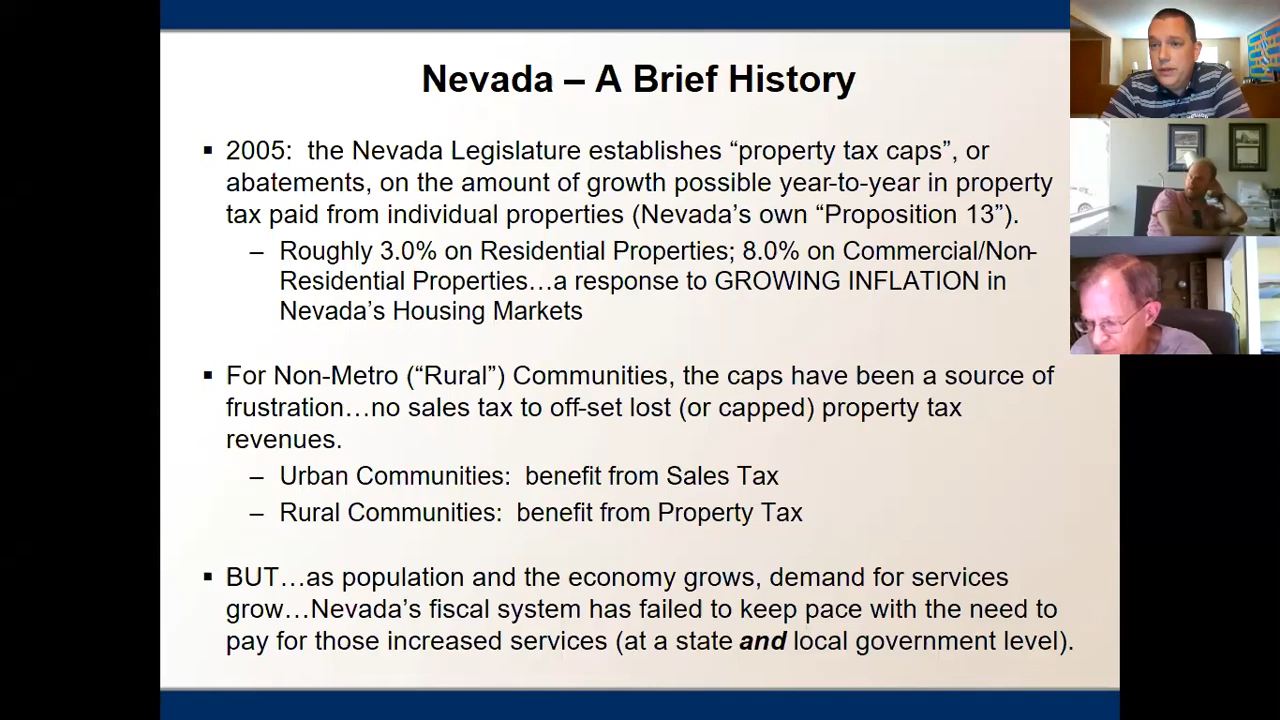 Nevada – A Brief History
▪ 2005:  the Nevada Legislature establishes “property tax caps”, or
abatements, on the amount of growth possible year-to-year in property
tax paid from individual properties (Nevada’s own “Proposition 13”).
– Roughly 3.0% on Residential Properties; 8.0% on Commercial/Non-
Residential Properties…a response to GROWING INFLATION in
Nevada’s Housing Markets
▪ For Non-Metro (“Rural”) Communities, the caps have been a source of
frustration…no sales tax to off-set lost (or capped) property tax
revenues.
– Urban Communities:  benefit from Sales Tax
– Rural Communities:  benefit from Property Tax
▪ BUT…as population and the economy grows, demand for services
grow…Nevada’s fiscal system has failed to keep pace with the need to
pay for those increased services (at a state and local government level).